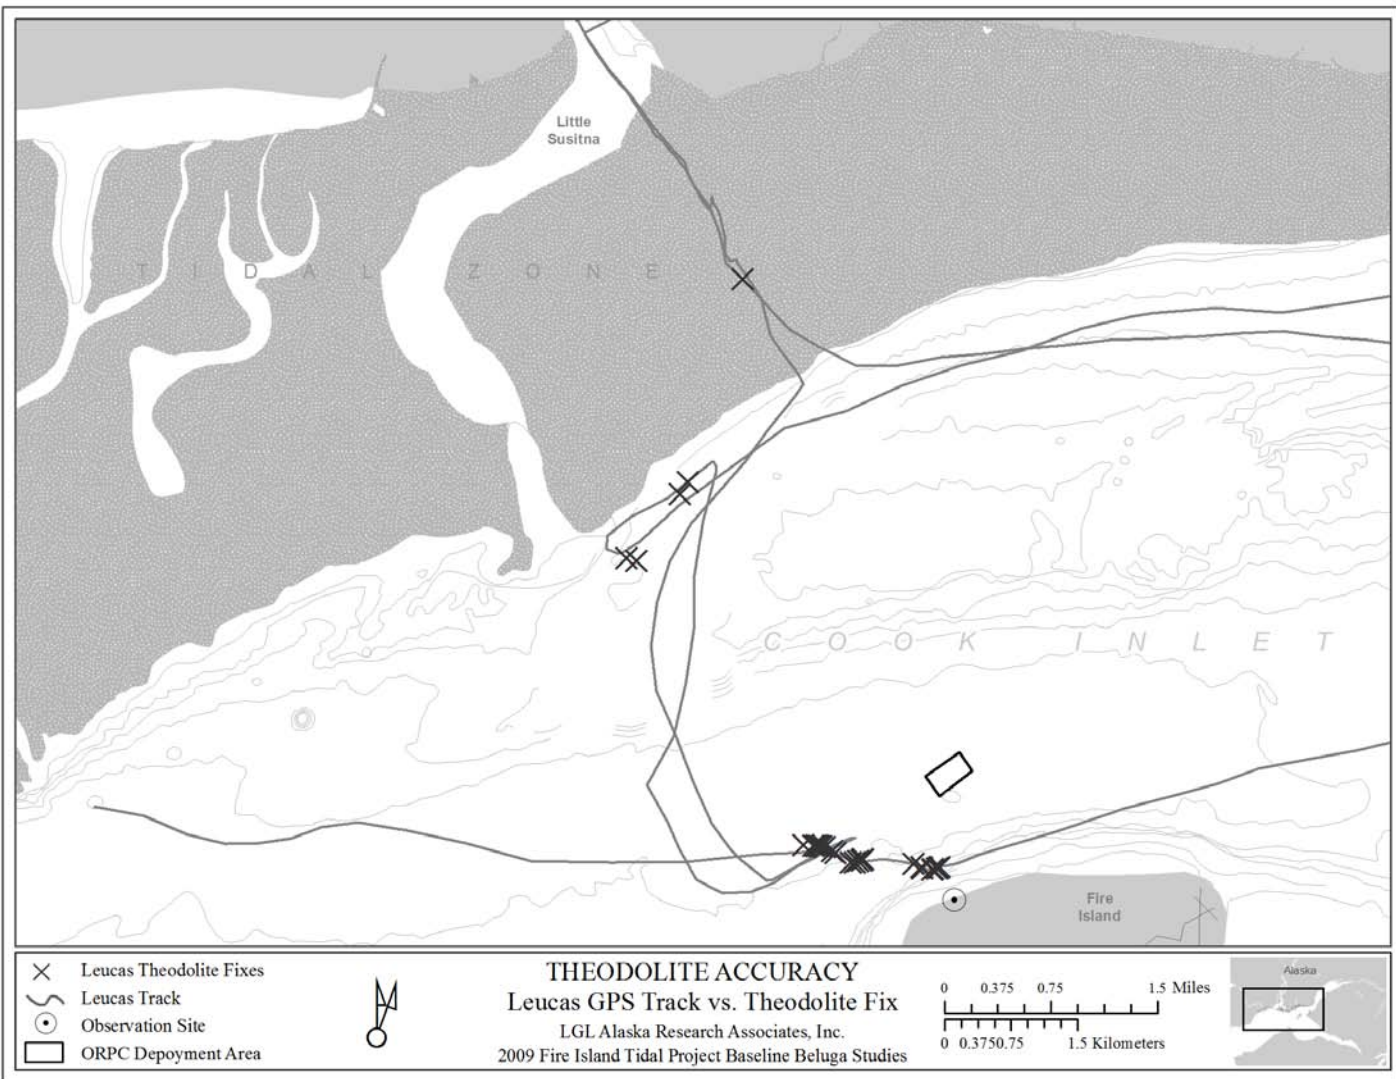 Little
Susitna
T I D A L Z O N E
C O O K I N L E T
Fire
Island
Leucas Theodolite Fixes
Leucas Track
Observation Site
ORPC Depoyment Area
THEODOLITE ACCURACY
Leucas GPS Track vs. Theodolite Fix
LGL Alaska Research Associates, Inc.
2009 Fire Island Tidal Project Baseline Beluga Studies
0 0.375 0.75 1.5 Miles
0 0.3750.75 1.5 Kilometers
Alaska